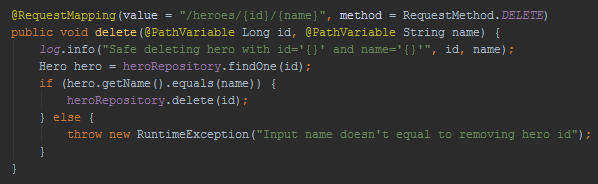 @RequestMapping(value = "/heroes/{id}/{name}", method = RequestMethod.DELETE)
public void delete(@PathVariable Long id, @PathVariable String name) {
    log.info("Safe deleting hero with id='{}' and name='{}'", id, name);
    Hero hero = heroRepository.findOne(id);
    if (hero.getName().equals(name)) {
        heroRepository.delete(id);
    } else {
        throw new RuntimeException("Input name doesn't equal to removing hero id");
    }
}